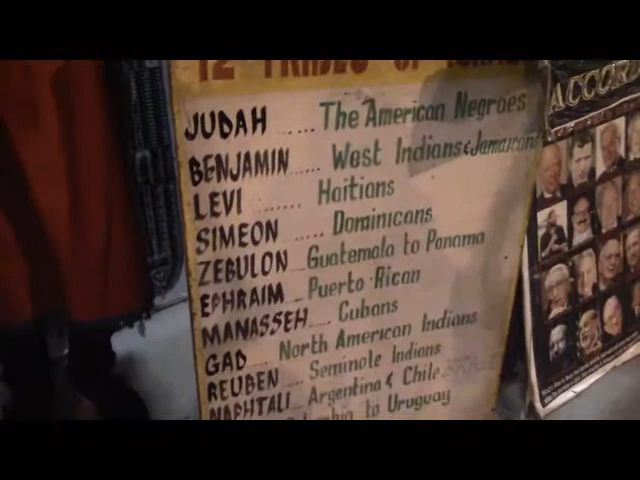 12 TRIBES OF ISRAEL
JUDAH ..... The American Negroes
BENJAMIN ..... West Indians & Jamaicans
LEVI ....... Haitians
SIMEON ..... Dominicans
ZEBULON ... Guatemala to Panama
EPHRAIM ... Puerto-Rican
MANASSEH .... Cubans
GAD ..... North American Indians
REUBEN ..... Seminole Indians
NAPHTALI ... Argentina & Chile
to Uruguay
ACCORD